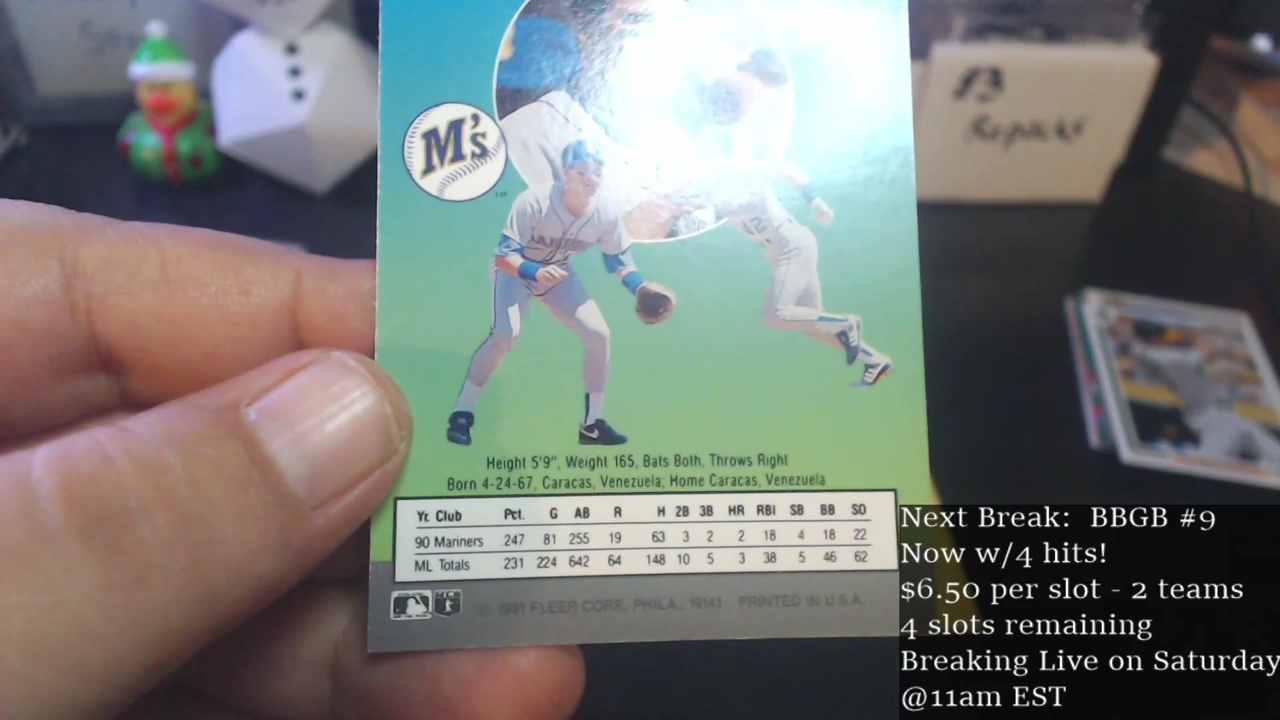 #3
Repacks
M's
TM
Height 5'9", Weight 165, Bats Both, Throws Right
Born 4-24-67, Caracas, Venezuela; Home Caracas, Venezuela
Yr. Club Pct. G AB R H 2B 3B HR RBI SB BB SO
90 Mariners .247 81 255 19 63 3 2 2 18 4 18 22
ML Totals .231 224 642 64 148 10 5 3 38 5 46 62
© 1991 FLEER CORP., PHILA., 19141 PRINTED IN U.S.A.
Next Break: BBGB #9
Now w/4 hits!
$6.50 per slot - 2 teams
4 slots remaining
Breaking Live on Saturday
@11am EST